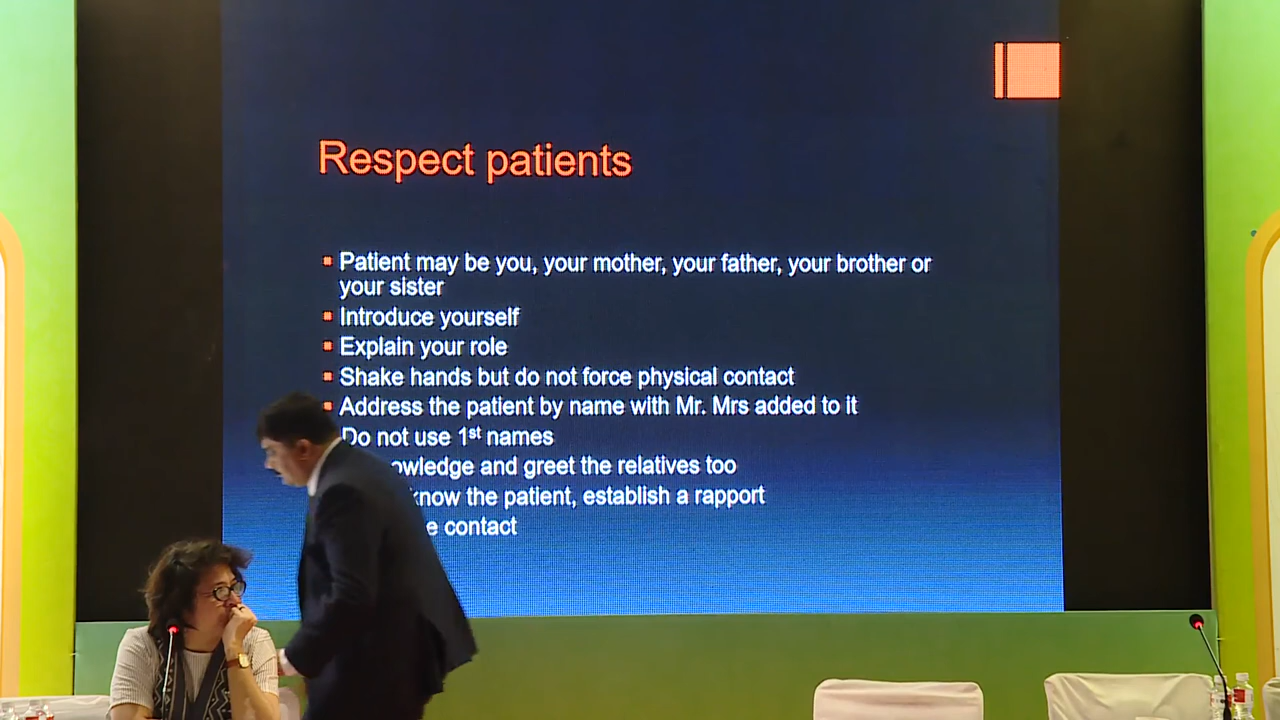 Respect patients
Patient may be you, your mother, your father, your brother or
your sister
Introduce yourself
Explain your role
Shake hands but do not force physical contact
Address the patient by name with Mr. Mrs added to it
Do not use 1st names
and greet the relatives too
know the patient, establish a rapport
contact